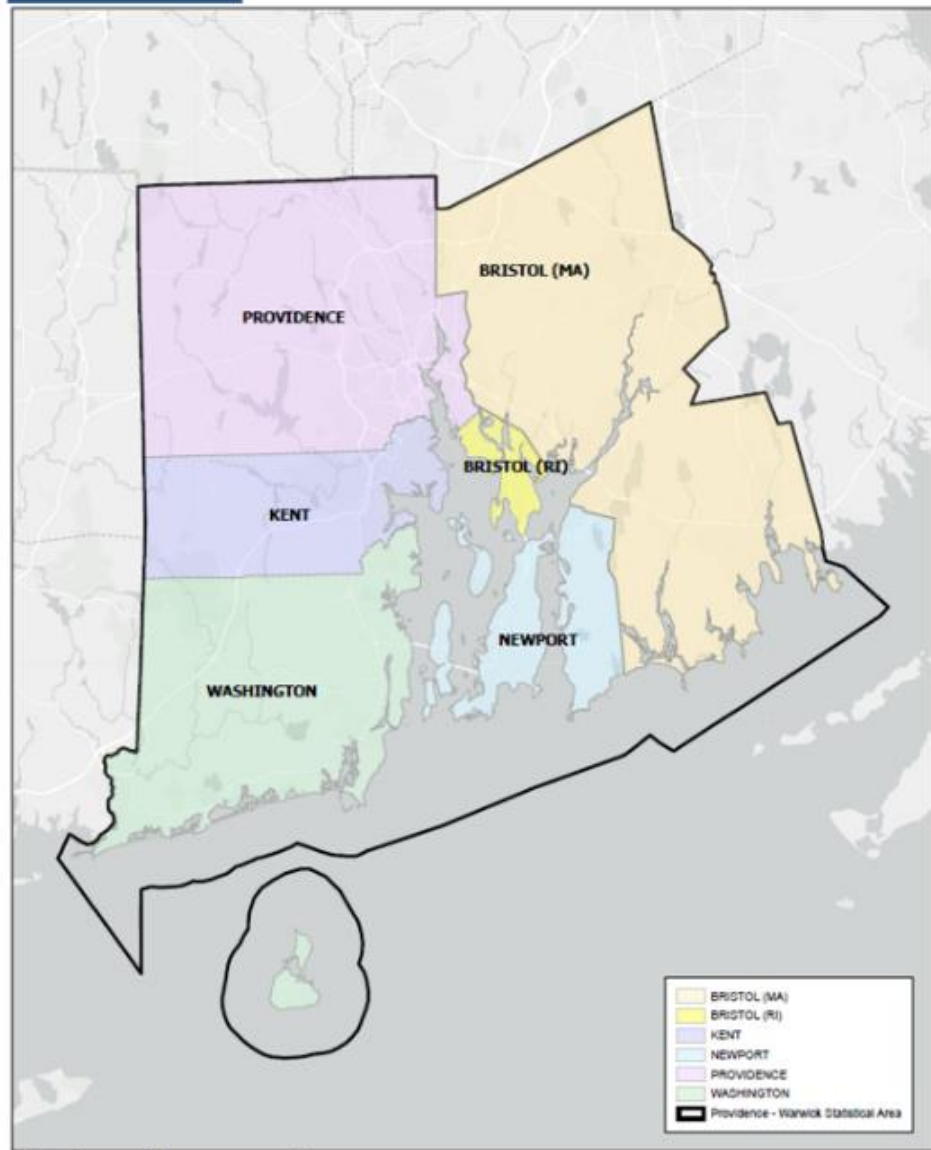 BRISTOL (MA)
PROVIDENCE
BRISTOL (RI)
KENT
NEWPORT
WASHINGTON
BRISTOL (MA)
BRISTOL (RI)
KENT
NEWPORT
PROVIDENCE
WASHINGTON
Providence - Warwick Statistical Area